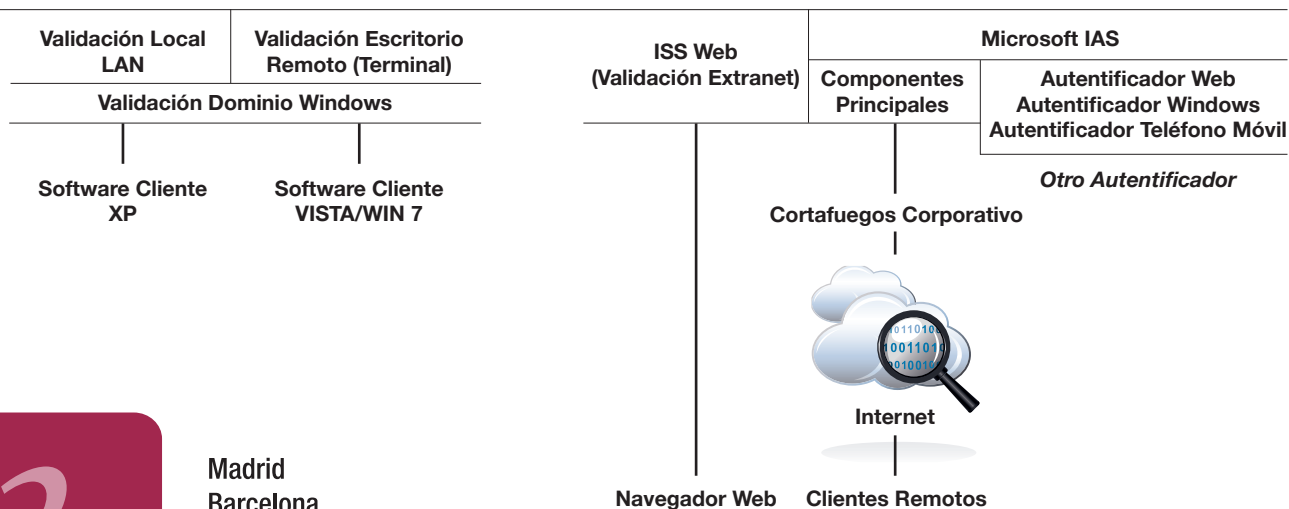 Validación Local
LAN
Validación Escritorio
Remoto (Terminal)
Validación Dominio Windows
Software Cliente
XP
Software Cliente
VISTA/WIN 7
ISS Web
(Validación Extranet)
Microsoft IAS
Componentes
Principales
Autentificador Web
Autentificador Windows
Autentificador Teléfono Móvil
Otro Autentificador
Cortafuegos Corporativo
Internet
Navegador Web
Clientes Remotos
Madrid
Barcelona